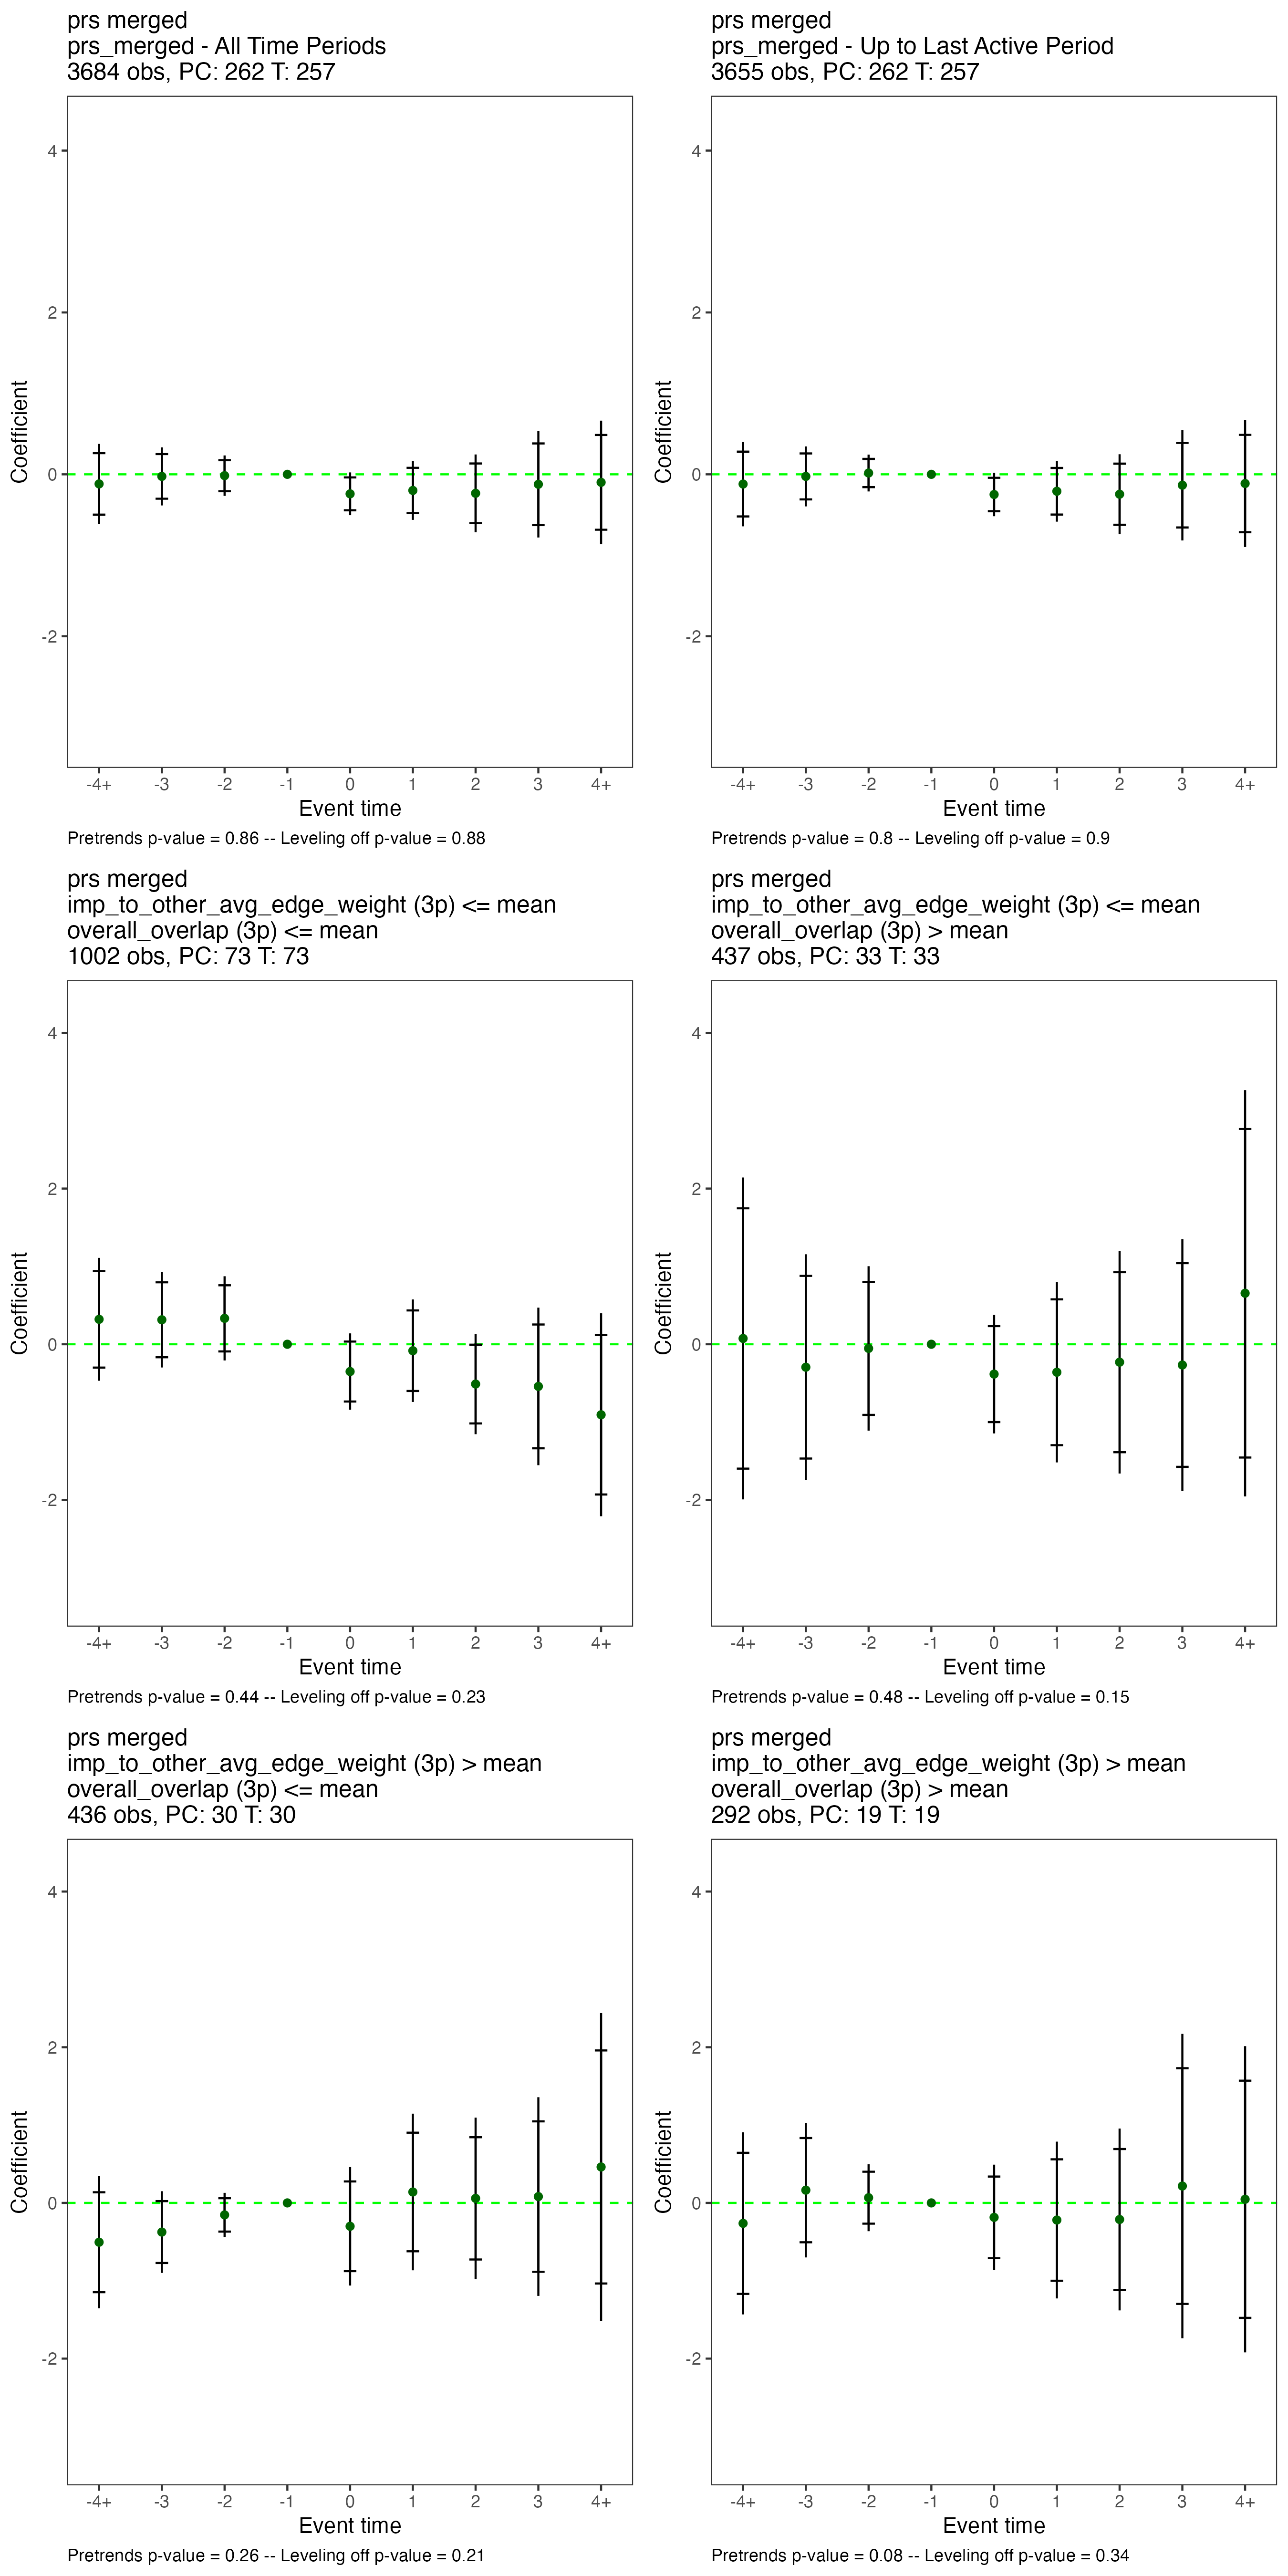 prs merged
prs_merged - All Time Periods
3684 obs, PC: 262 T: 257
4
2
0
-2
Coefficient
-4+ -3 -2 -1 0 1 2 3 4+
Event time
Pretrends p-value = 0.86 -- Leveling off p-value = 0.88
prs merged
prs_merged - Up to Last Active Period
3655 obs, PC: 262 T: 257
4
2
0
-2
Coefficient
-4+ -3 -2 -1 0 1 2 3 4+
Event time
Pretrends p-value = 0.8 -- Leveling off p-value = 0.9
prs merged
imp_to_other_avg_edge_weight (3p) <= mean
overall_overlap (3p) <= mean
1002 obs, PC: 73 T: 73
4
2
0
-2
Coefficient
-4+ -3 -2 -1 0 1 2 3 4+
Event time
Pretrends p-value = 0.44 -- Leveling off p-value = 0.23
prs merged
imp_to_other_avg_edge_weight (3p) <= mean
overall_overlap (3p) > mean
437 obs, PC: 33 T: 33
4
2
0
-2
Coefficient
-4+ -3 -2 -1 0 1 2 3 4+
Event time
Pretrends p-value = 0.48 -- Leveling off p-value = 0.15
prs merged
imp_to_other_avg_edge_weight (3p) > mean
overall_overlap (3p) <= mean
436 obs, PC: 30 T: 30
4
2
0
-2
Coefficient
-4+ -3 -2 -1 0 1 2 3 4+
Event time
Pretrends p-value = 0.26 -- Leveling off p-value = 0.21
prs merged
imp_to_other_avg_edge_weight (3p) > mean
overall_overlap (3p) > mean
292 obs, PC: 19 T: 19
4
2
0
-2
Coefficient
-4+ -3 -2 -1 0 1 2 3 4+
Event time
Pretrends p-value = 0.08 -- Leveling off p-value = 0.34